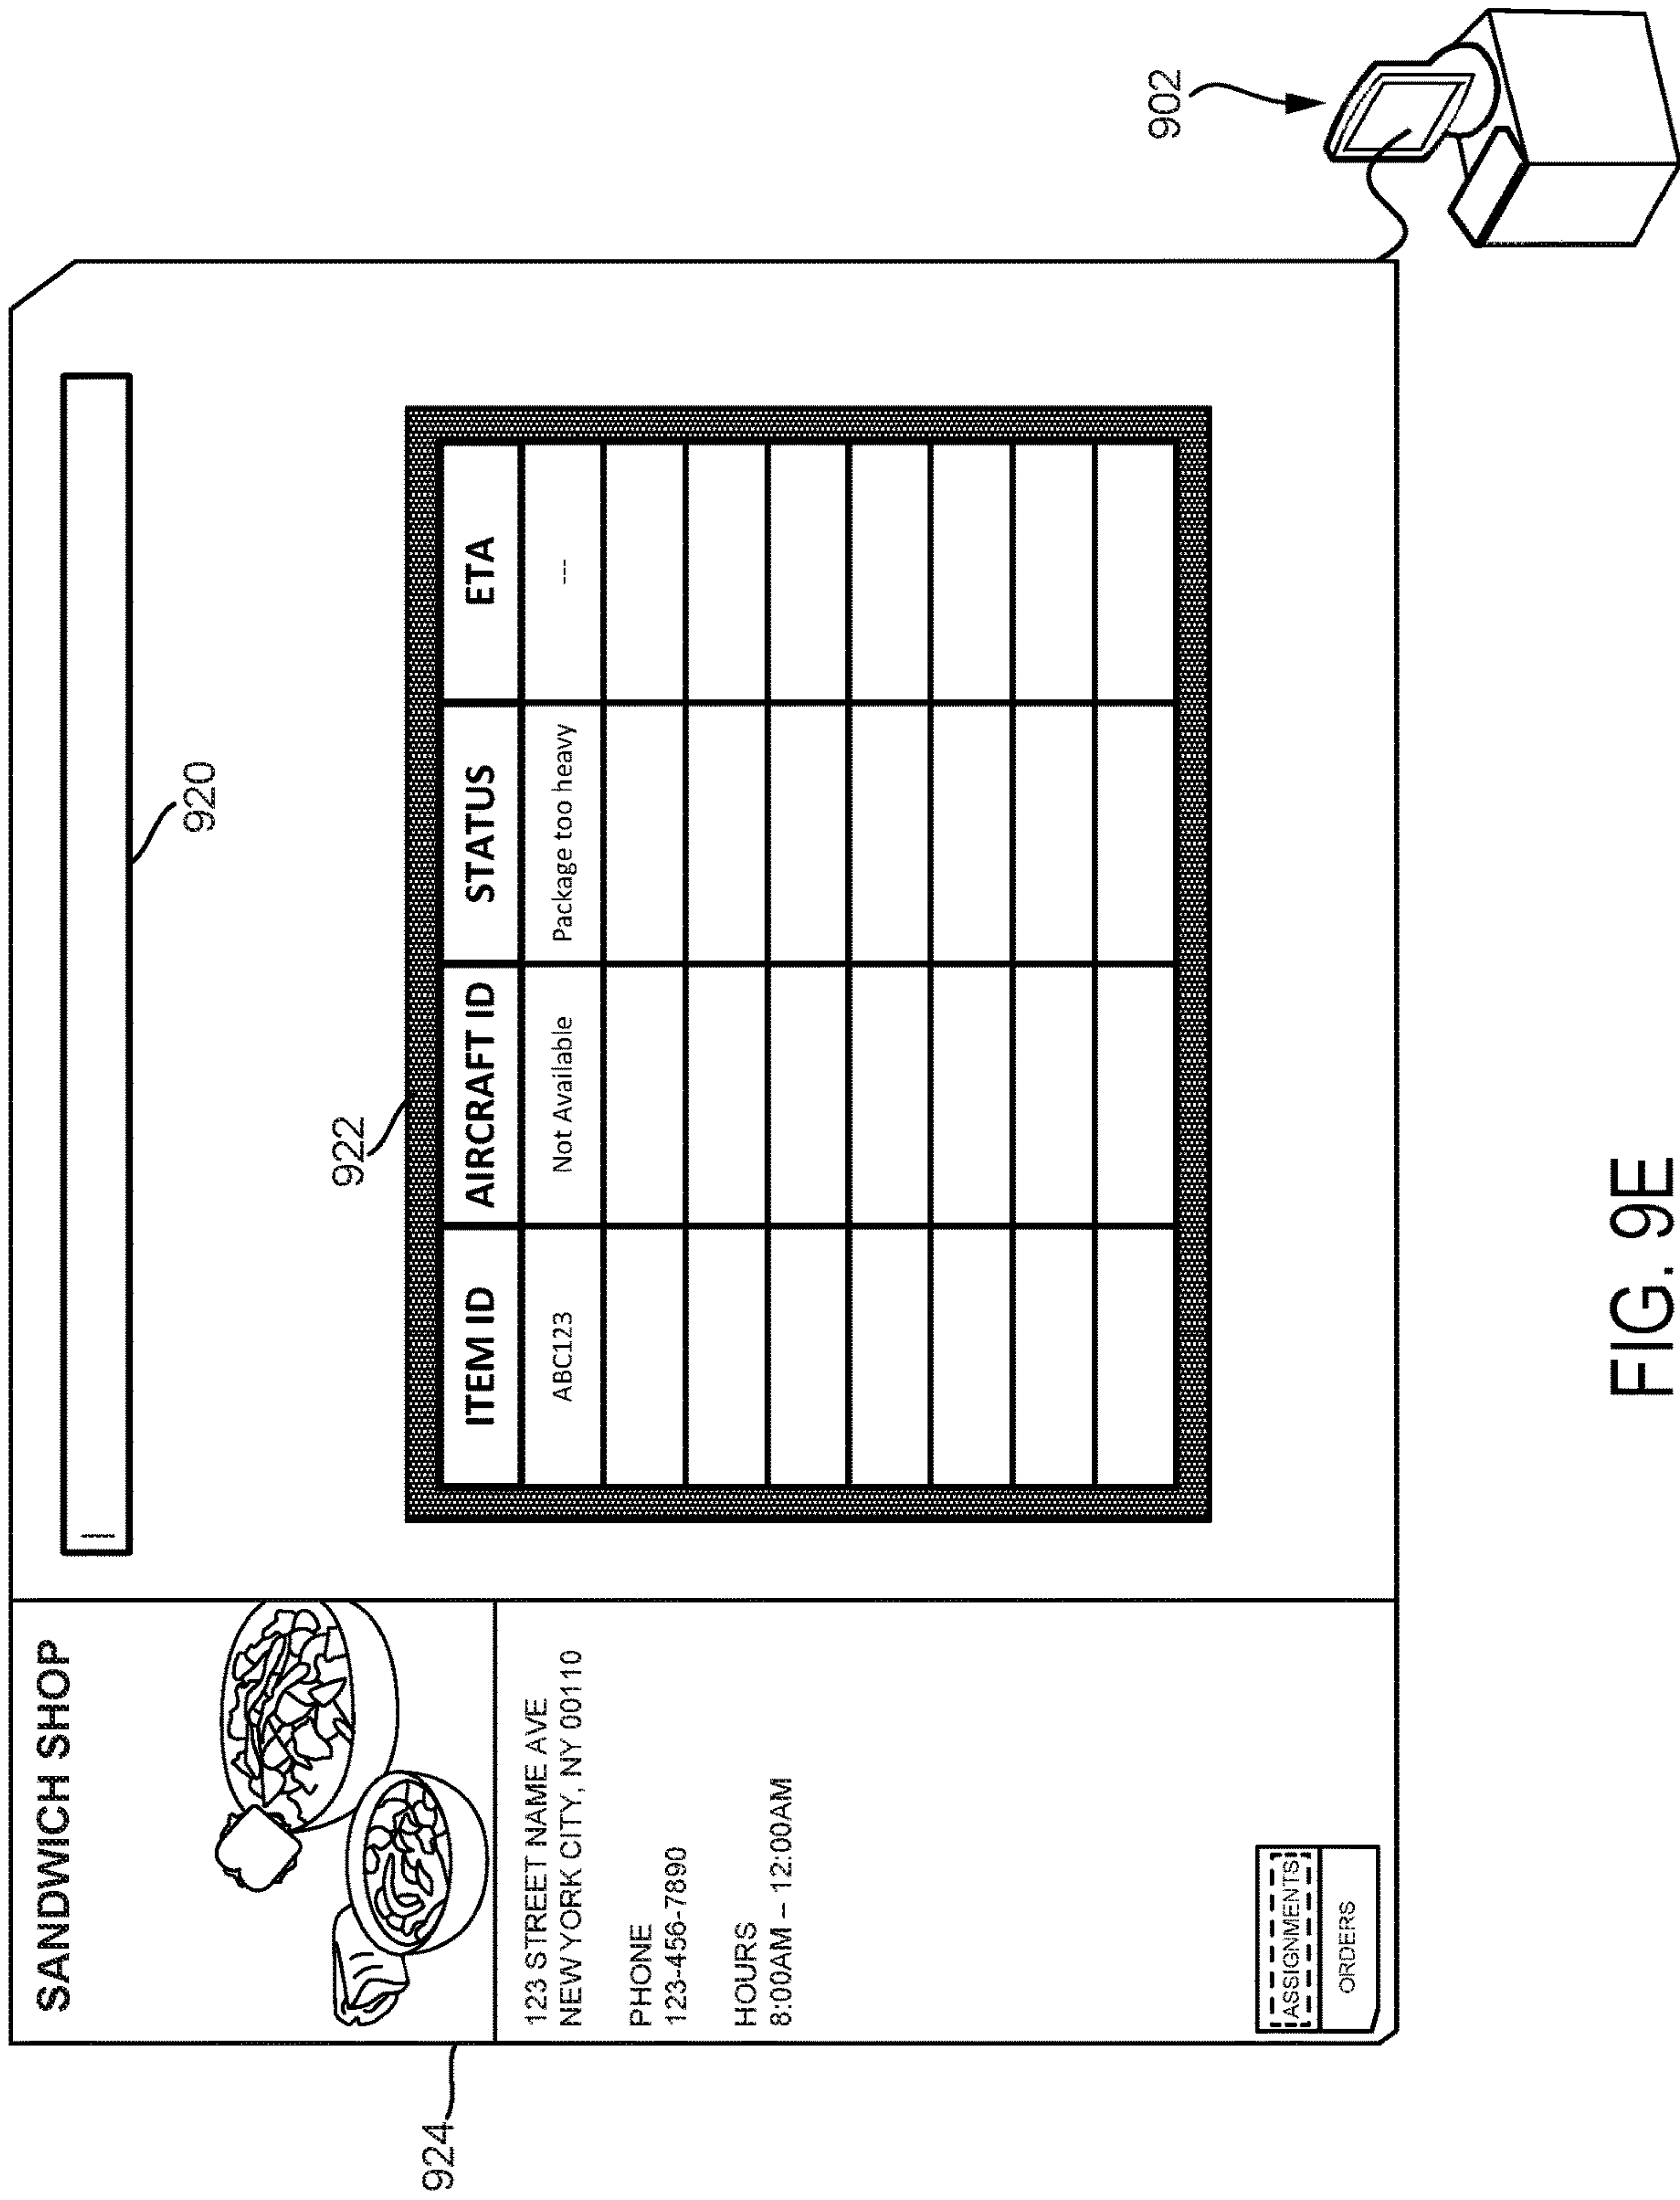 SANDWICH SHOP
924
123 STREET NAME AVE
NEW YORK CITY, NY 00110
PHONE
123-456-7890
HOURS
8:00AM – 12:00AM
ASSIGNMENTS
ORDERS
920
922
ITEM ID AIRCRAFT ID STATUS ETA
ABC123 Not Available Package too heavy ---
902
FIG. 9E